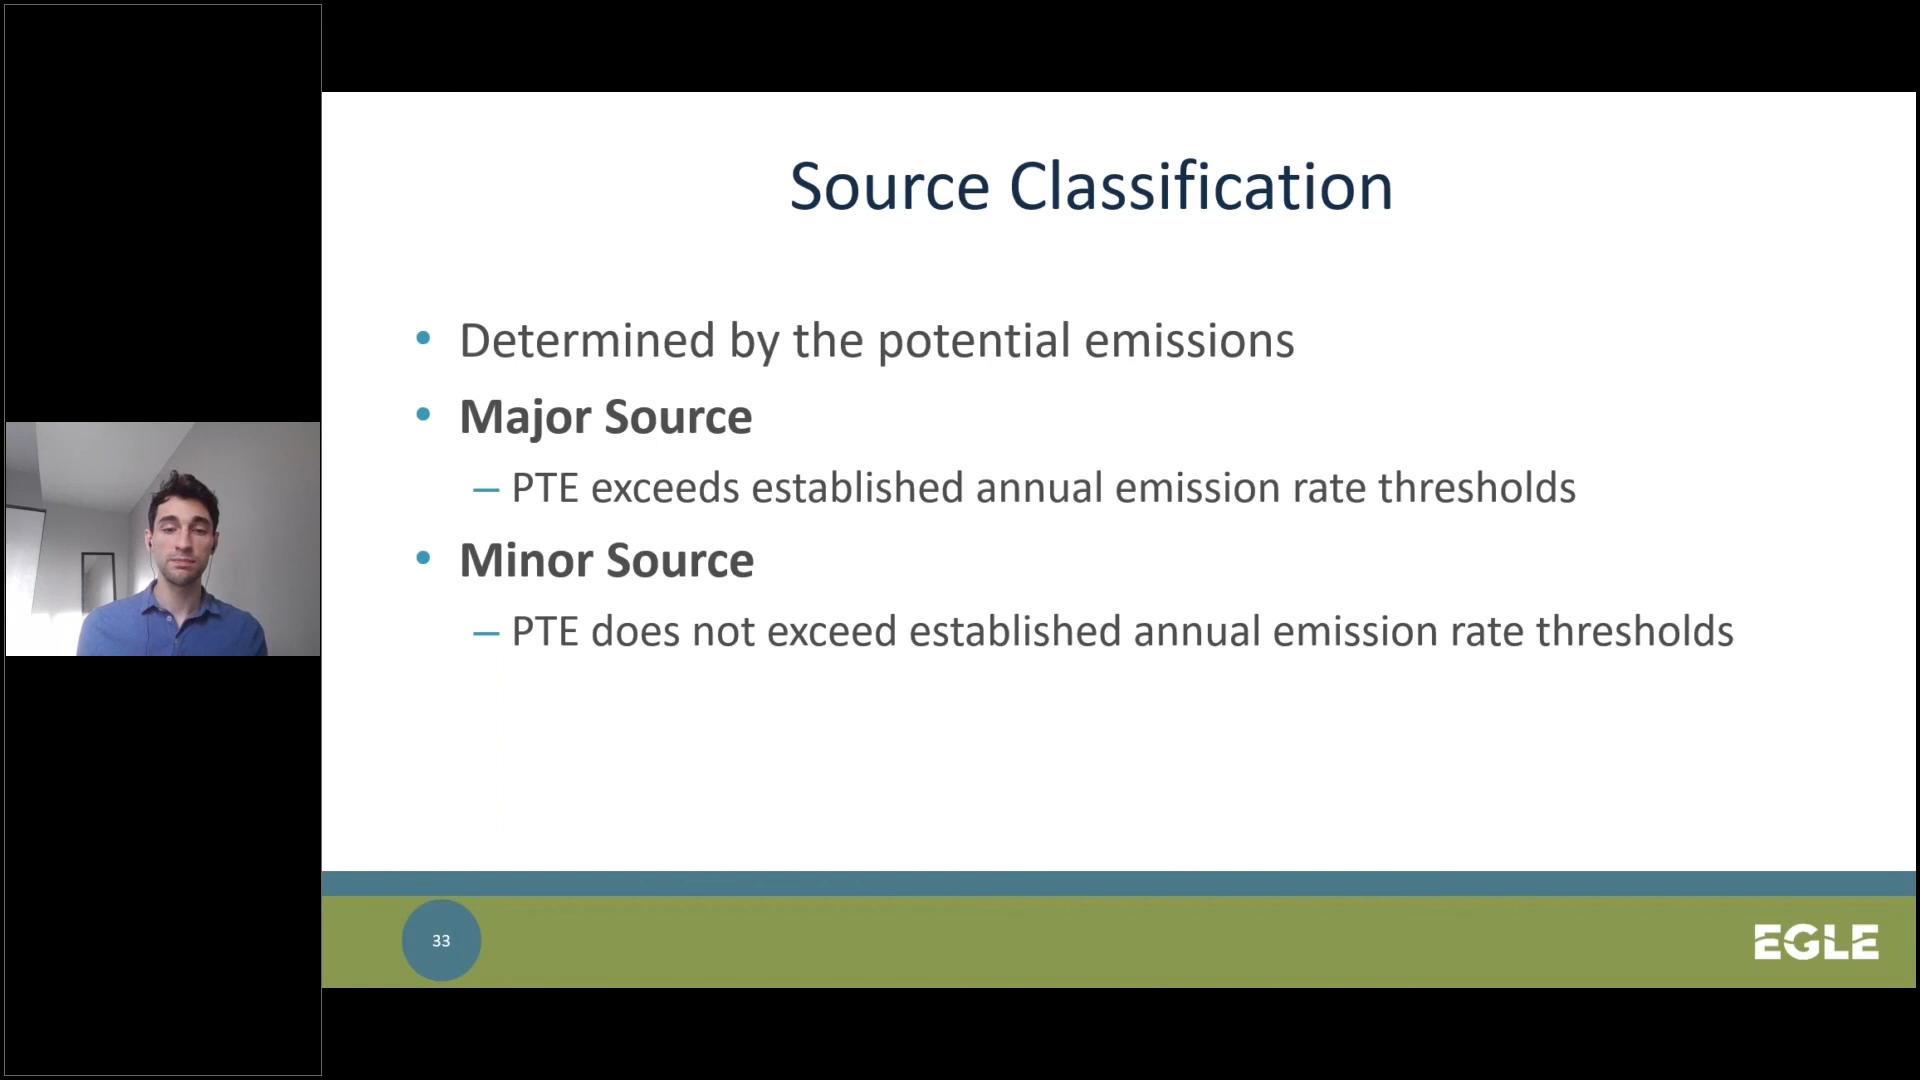 Source Classification
• Determined by the potential emissions
• Major Source
– PTE exceeds established annual emission rate thresholds
• Minor Source
– PTE does not exceed established annual emission rate thresholds
33
EGLE